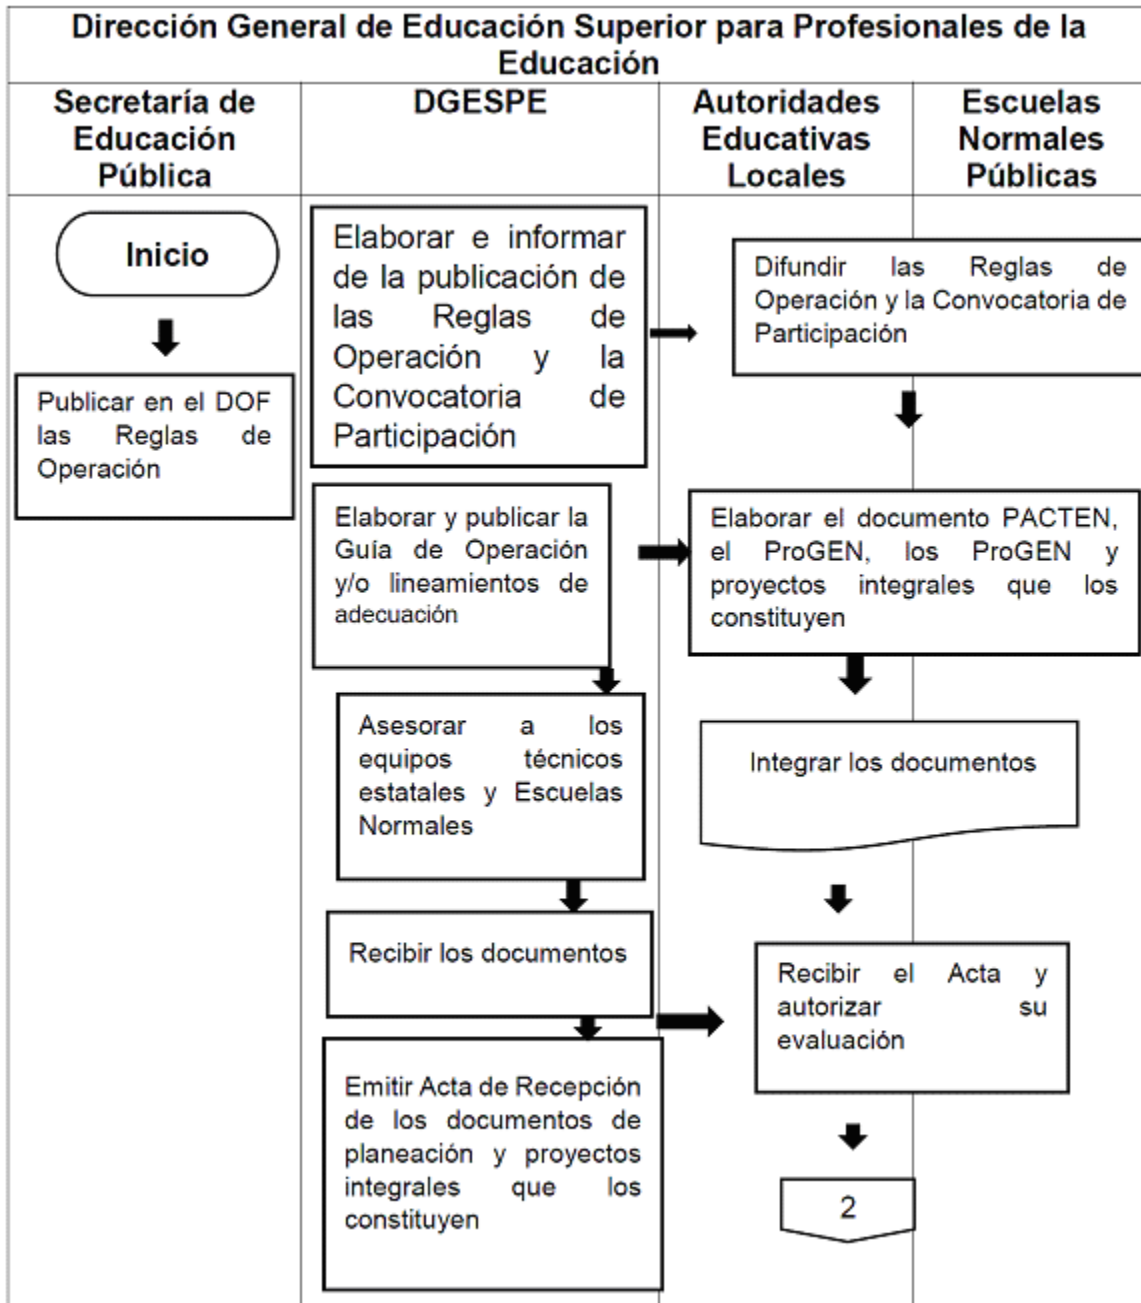 Dirección General de Educación Superior para Profesionales de la
Educación
Secretaría de
Educación
Pública
DGESPE
Autoridades
Educativas
Locales
Escuelas
Normales
Públicas
Inicio
Publicar en el DOF
las Reglas de
Operación
Elaborar e informar
de la publicación de
las Reglas de
Operación y la
Convocatoria de
Participación
Difundir las Reglas de
Operación y la Convocatoria de
Participación
Elaborar y publicar la
Guía de Operación
y/o lineamientos de
adecuación
Elaborar el documento PACTEN,
el ProGEN, los ProGEN y
proyectos integrales que los
constituyen
Asesorar a los
equipos técnicos
estatales y Escuelas
Normales
Integrar los documentos
Recibir los documentos
Recibir el Acta y
autorizar su
evaluación
Emitir Acta de Recepción
de los documentos de
planeación y proyectos
integrales que los
constituyen
2